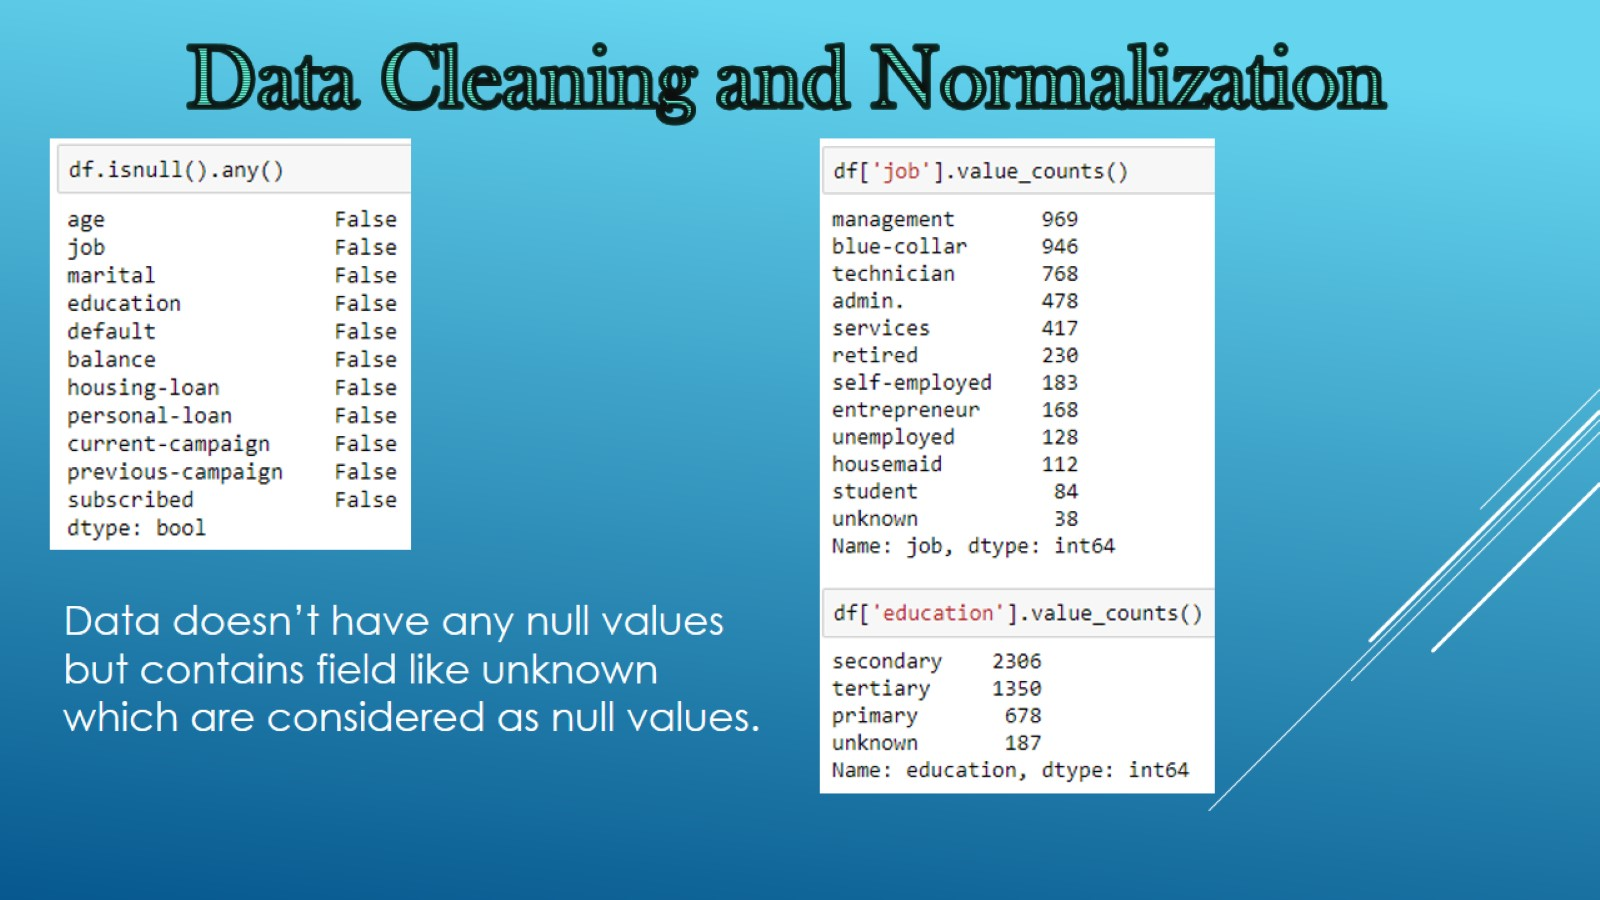 Data Cleaning and Normalization
df.isnull().any()
age False
job False
marital False
education False
default False
balance False
housing-loan False
personal-loan False
current-campaign False
previous-campaign False
subscribed False
dtype: bool
Data doesn’t have any null values
but contains field like unknown
which are considered as null values.
df['job'].value_counts()
management 969
blue-collar 946
technician 768
admin. 478
services 417
retired 230
self-employed 183
entrepreneur 168
unemployed 128
housemaid 112
student 84
unknown 38
Name: job, dtype: int64
df['education'].value_counts()
secondary 2306
tertiary 1350
primary 678
unknown 187
Name: education, dtype: int64